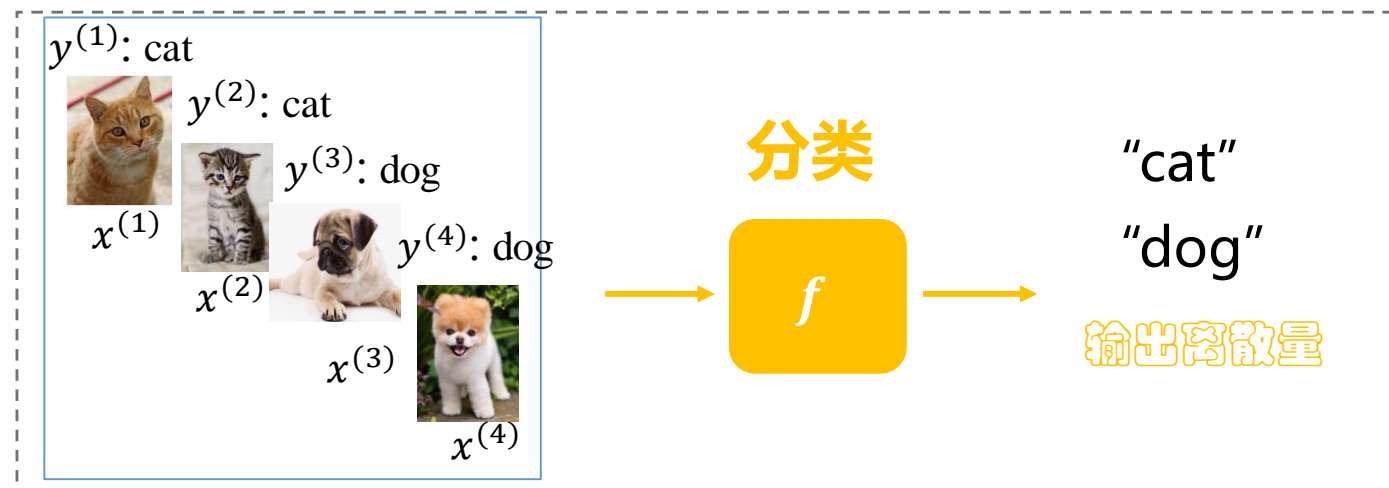 y⁽¹⁾: cat
y⁽²⁾: cat
y⁽³⁾: dog
y⁽⁴⁾: dog
x⁽¹⁾
x⁽²⁾
x⁽³⁾
x⁽⁴⁾
分类
f
“cat”
“dog”
输出离散量